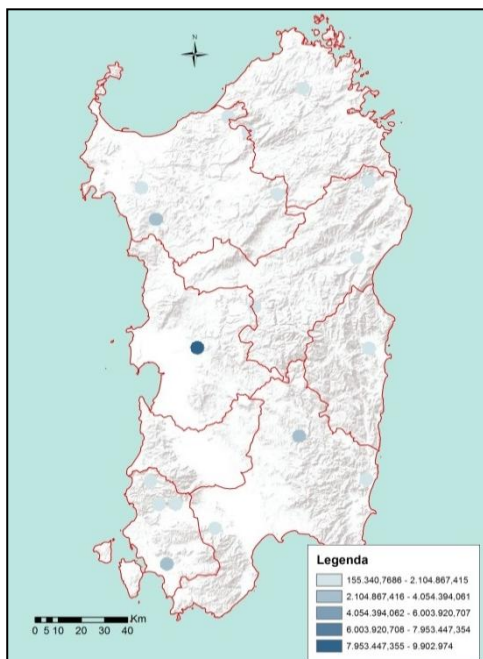 N
Legenda
155.340,7686 - 2.104.867,415
2.104.867,416 - 4.054.394,061
4.054.394,062 - 6.003.920,707
6.003.920,708 - 7.953.447,354
7.953.447,355 - 9.902.974
Km
0 5 10 20 30 40